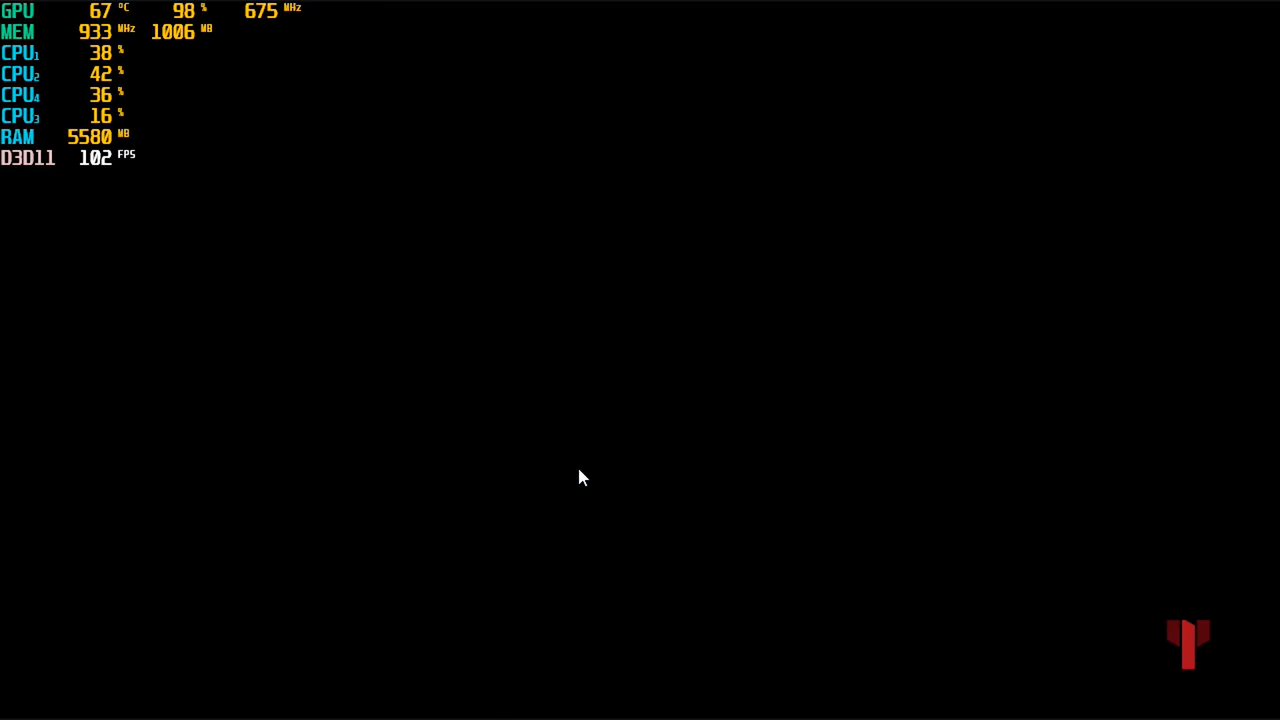 GPU 67 °C 98 % 675 MHz
MEM 933 MHz 1006 MB
CPU1 38 %
CPU2 42 %
CPU4 36 %
CPU3 16 %
RAM 5580 MB
D3D11 102 FPS